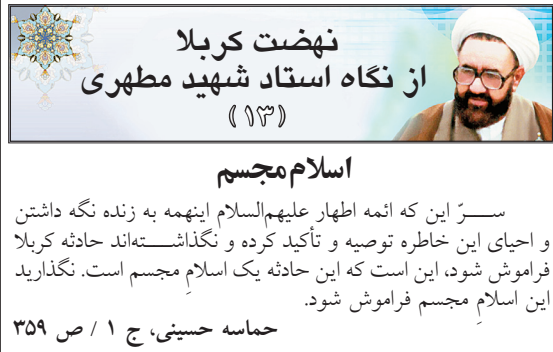 نهضت کربلا
از نگاه استاد شهید مطهری
(۱۳)
اسلام مجسم
ســـرّ این که ائمه اطهار علیهم‌السلام اینهمه به زنده نگه داشتن
و احیای این خاطره توصیه و تأکید کرده و نگذاشـــته‌اند حادثه کربلا
فراموش شود، این است که این حادثه یک اسلامِ مجسم است. نگذارید
این اسلامِ مجسم فراموش شود.
حماسه حسینی، ج ۱ / ص ۳۵۹